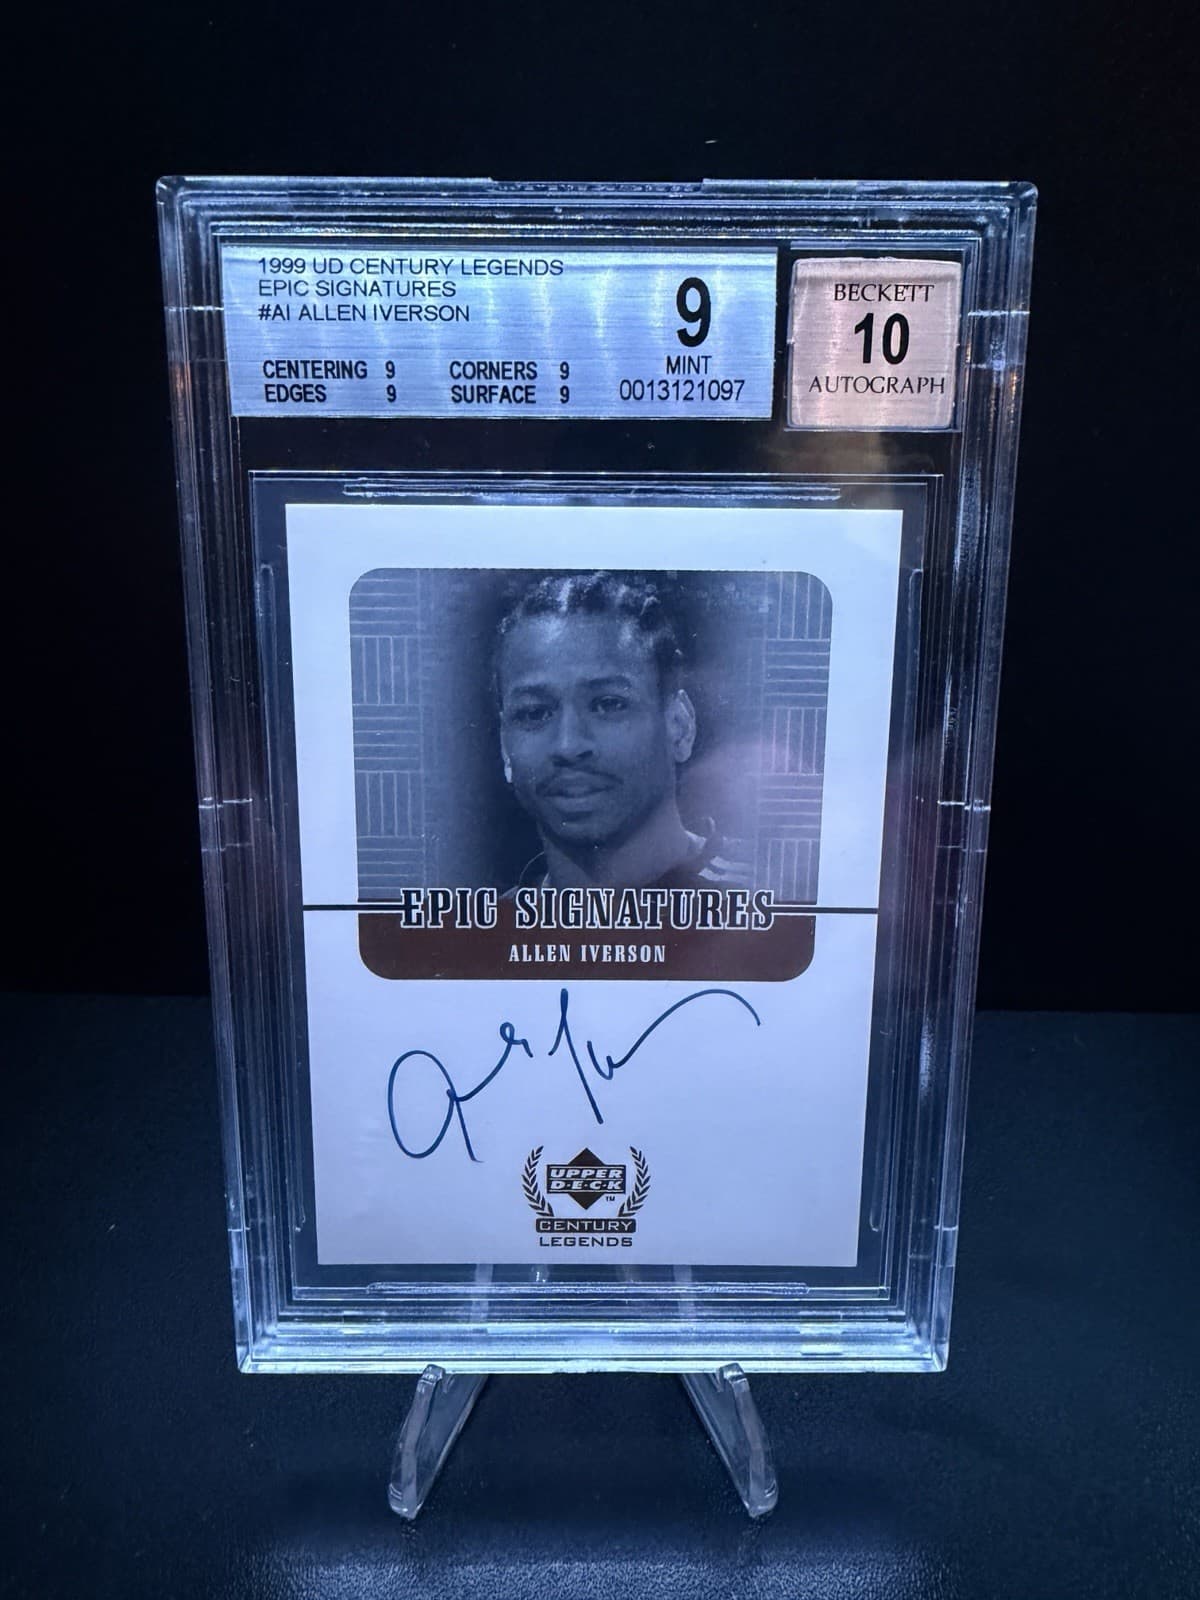 1999 UD CENTURY LEGENDS
EPIC SIGNATURES
#AI ALLEN IVERSON
CENTERING 9 CORNERS 9
EDGES 9 SURFACE 9
9
MINT
0013121097
BECKETT
10
AUTOGRAPH
EPIC SIGNATURES
ALLEN IVERSON
UPPER
D·E·C·K
TM
CENTURY
LEGENDS